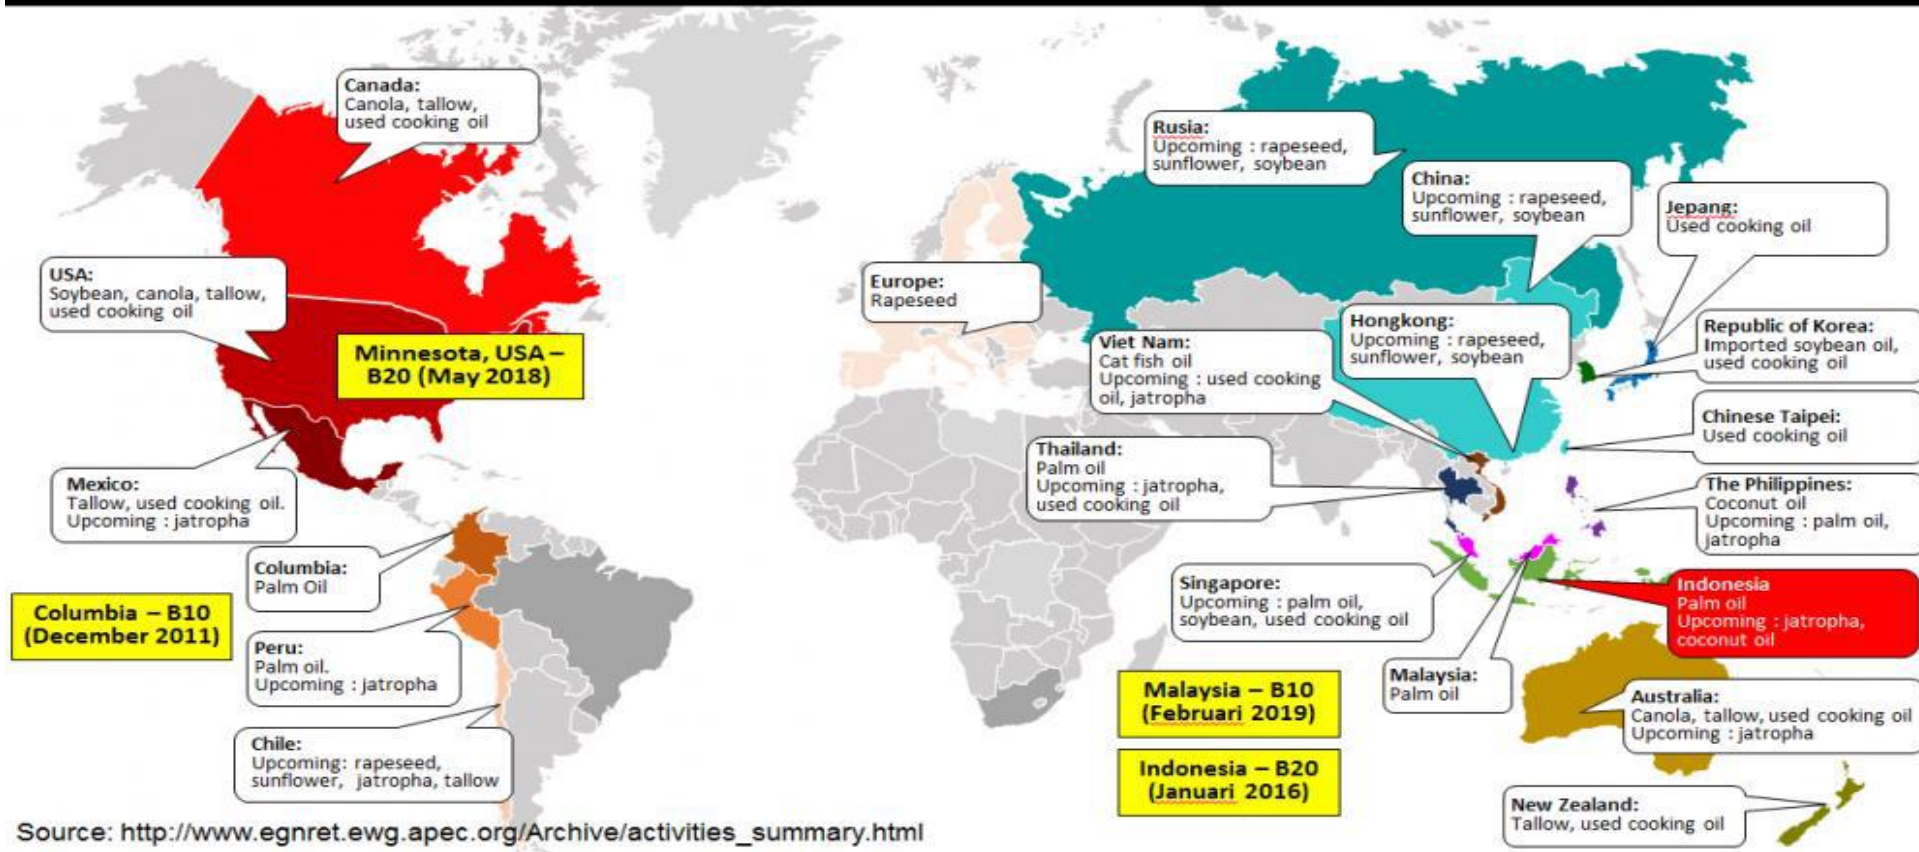 Canada:
Canola, tallow,
used cooking oil
USA:
Soybean, canola, tallow,
used cooking oil
Minnesota, USA –
B20 (May 2018)
Mexico:
Tallow, used cooking oil.
Upcoming : jatropha
Columbia:
Palm Oil
Columbia – B10
(December 2011)
Peru:
Palm oil.
Upcoming : jatropha
Chile:
Upcoming: rapeseed,
sunflower, jatropha, tallow
Europe:
Rapeseed
Rusia:
Upcoming : rapeseed,
sunflower, soybean
China:
Upcoming : rapeseed,
sunflower, soybean
Jepang:
Used cooking oil
Hongkong:
Upcoming : rapeseed,
sunflower, soybean
Viet Nam:
Cat fish oil
Upcoming : used cooking
oil, jatropha
Republic of Korea:
Imported soybean oil,
used cooking oil
Chinese Taipei:
Used cooking oil
Thailand:
Palm oil
Upcoming : jatropha,
used cooking oil
The Philippines:
Coconut oil
Upcoming : palm oil,
jatropha
Singapore:
Upcoming : palm oil,
soybean, used cooking oil
Indonesia
Palm oil
Upcoming : jatropha,
coconut oil
Malaysia:
Palm oil
Malaysia – B10
(Februari 2019)
Indonesia – B20
(Januari 2016)
Australia:
Canola, tallow, used cooking oil
Upcoming : jatropha
New Zealand:
Tallow, used cooking oil
Source: http://www.egnret.ewg.apec.org/Archive/activities_summary.html